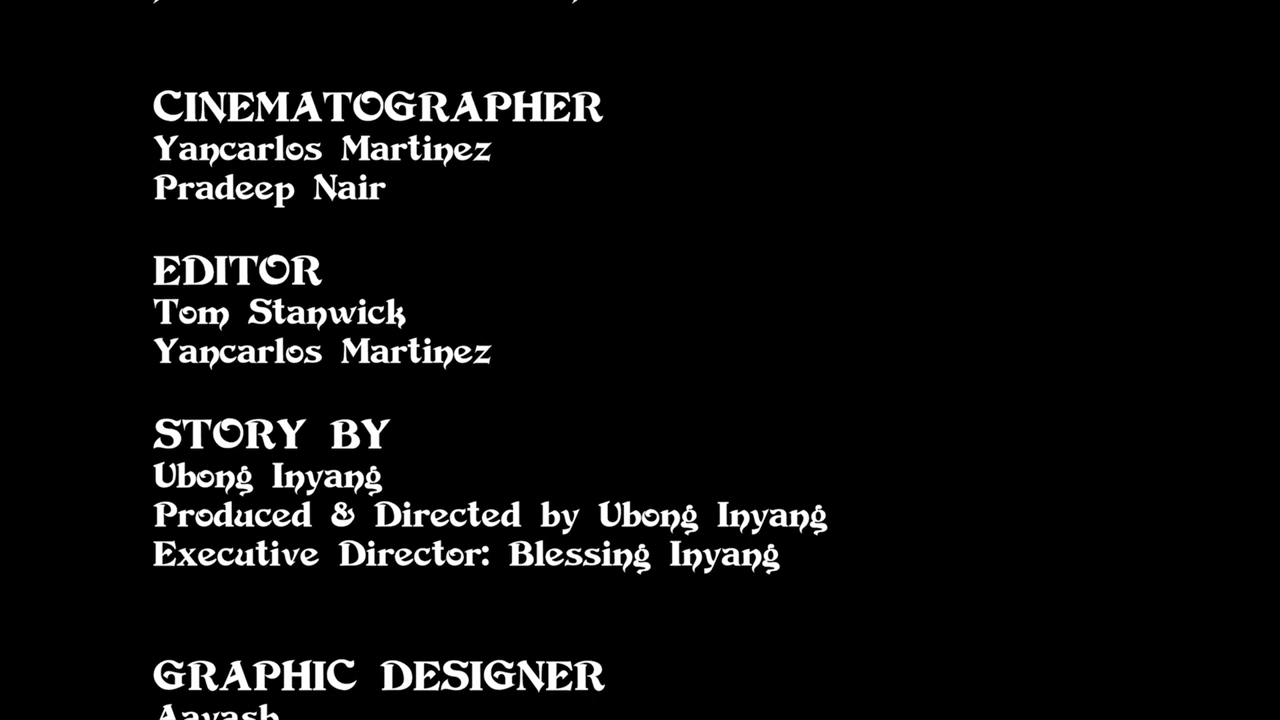 CINEMATOGRAPHER
Yancarlos Martinez
Pradeep Nair
EDITOR
Tom Stanwick
Yancarlos Martinez
STORY BY
Ubong Inyang
Produced & Directed by Ubong Inyang
Executive Director: Blessing Inyang
GRAPHIC DESIGNER
Aayash